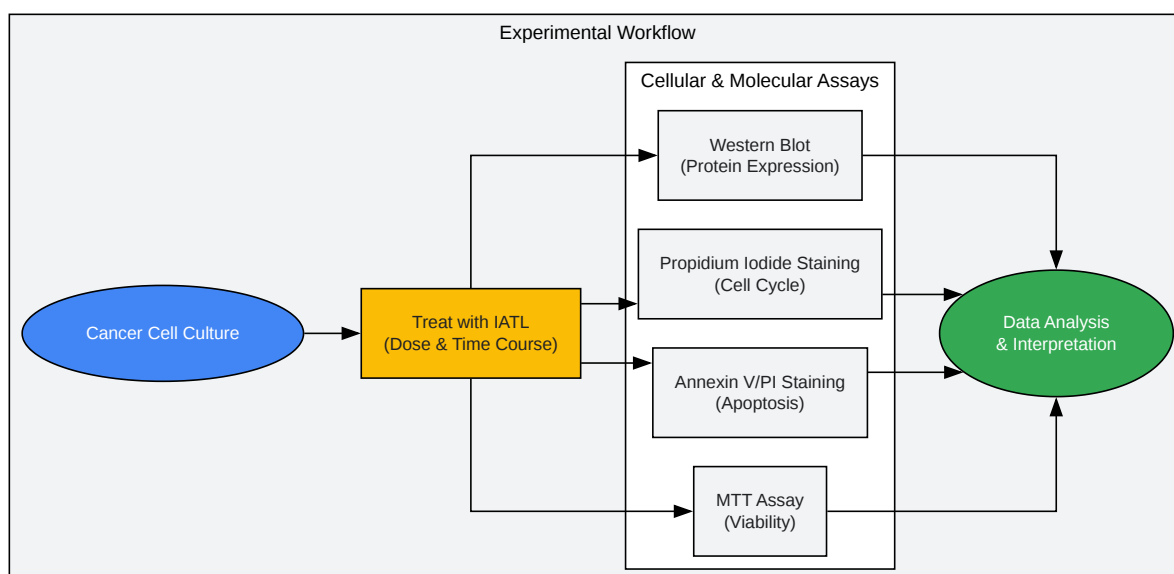 Experimental Workflow
Cellular & Molecular Assays
Western Blot
(Protein Expression)
Propidium Iodide Staining
(Cell Cycle)
Cancer Cell Culture
Treat with IATL
(Dose & Time Course)
Data Analysis
& Interpretation
Annexin V/PI Staining
(Apoptosis)
MTT Assay
(Viability)